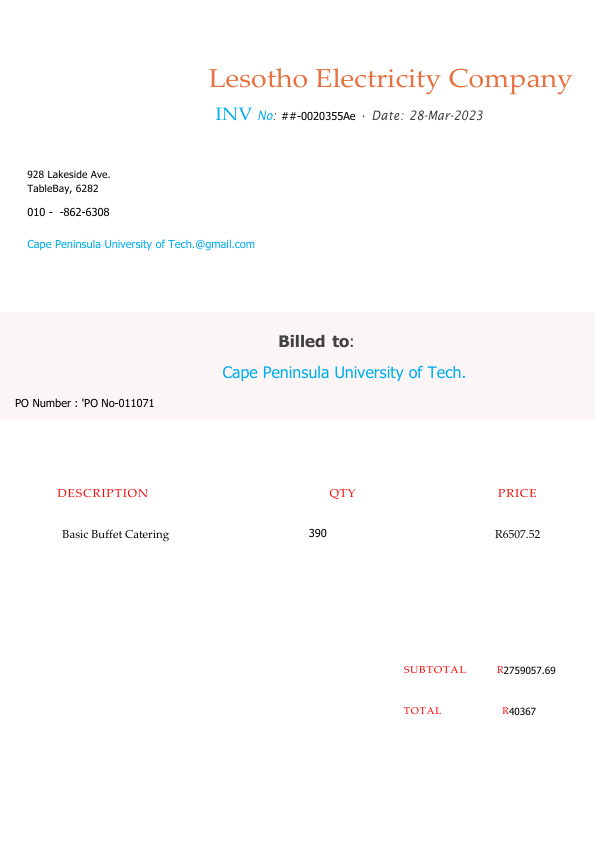 Lesotho Electricity Company
INV No: ##-0020355Ae · Date: 28-Mar-2023
928 Lakeside Ave.
TableBay, 6282
010 - -862-6308
Cape Peninsula University of Tech.@gmail.com
Billed to:
Cape Peninsula University of Tech.
PO Number : 'PO No-011071
DESCRIPTION QTY PRICE
Basic Buffet Catering 390 R6507.52
SUBTOTAL R2759057.69
TOTAL R40367